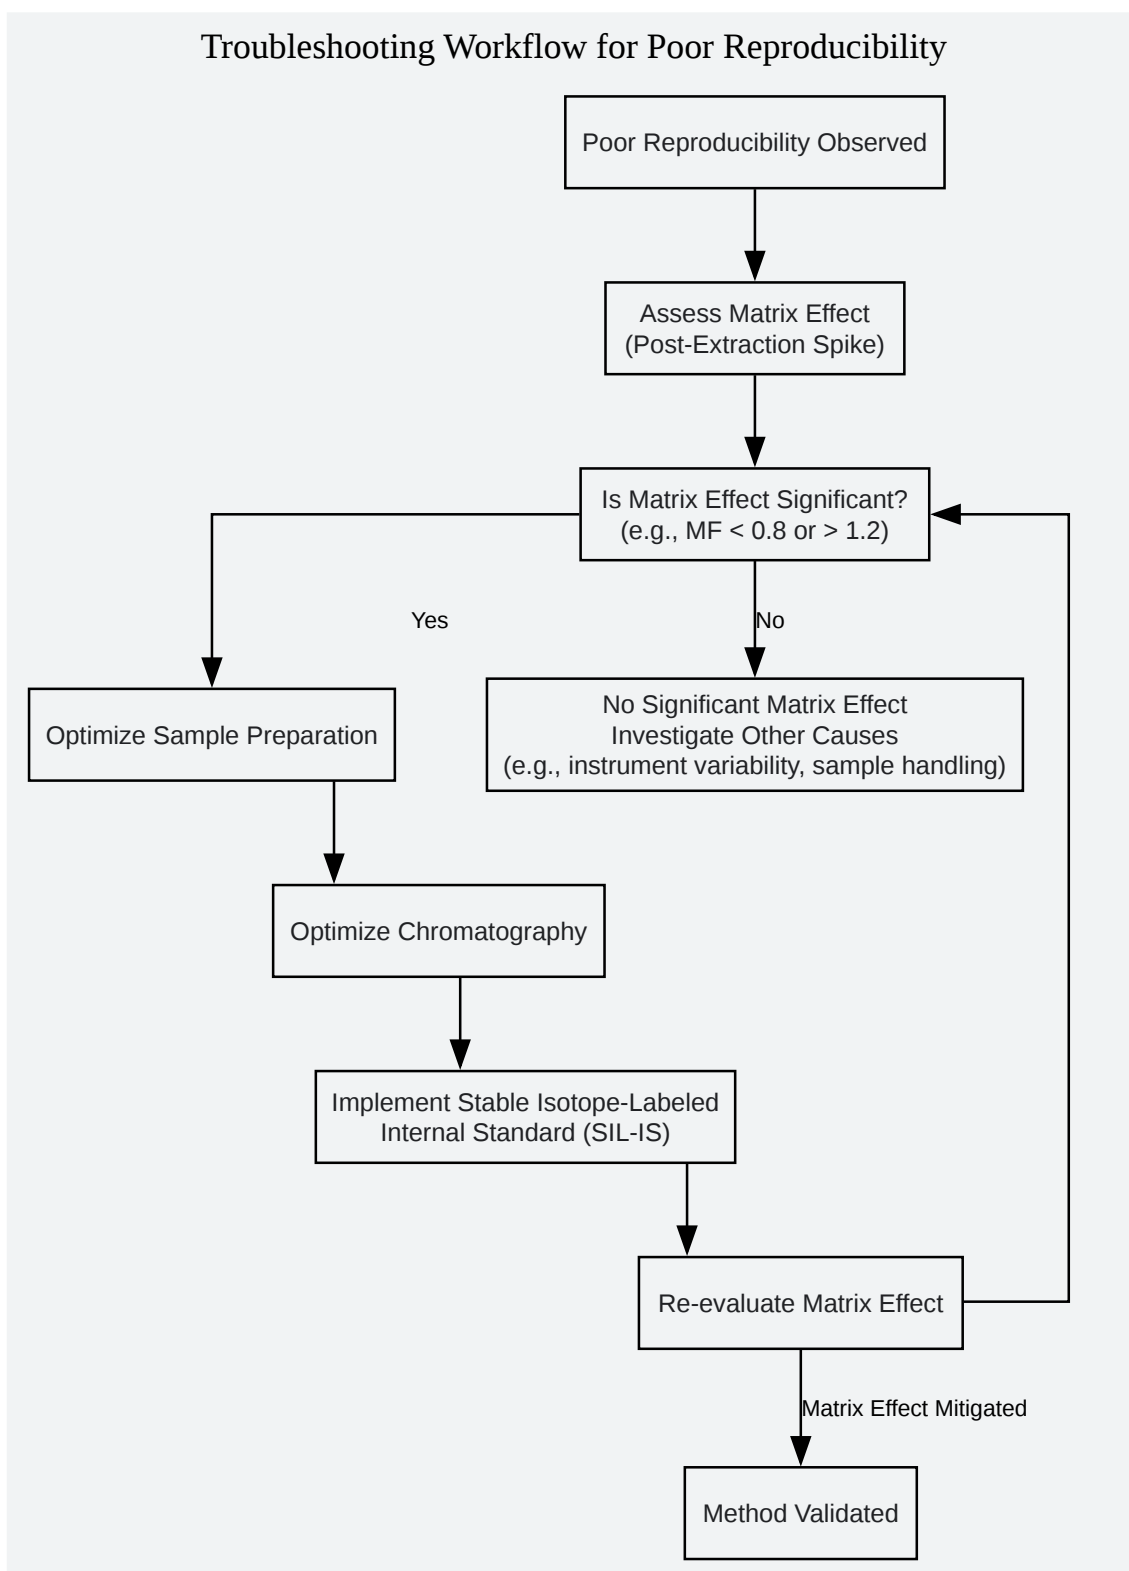 Troubleshooting Workflow for Poor Reproducibility
Poor Reproducibility Observed
Assess Matrix Effect
(Post-Extraction Spike)
Is Matrix Effect Significant?
(e.g., MF < 0.8 or > 1.2)
Yes
No
Optimize Sample Preparation
No Significant Matrix Effect
Investigate Other Causes
(e.g., instrument variability, sample handling)
Optimize Chromatography
Implement Stable Isotope-Labeled
Internal Standard (SIL-IS)
Re-evaluate Matrix Effect
Matrix Effect Mitigated
Method Validated